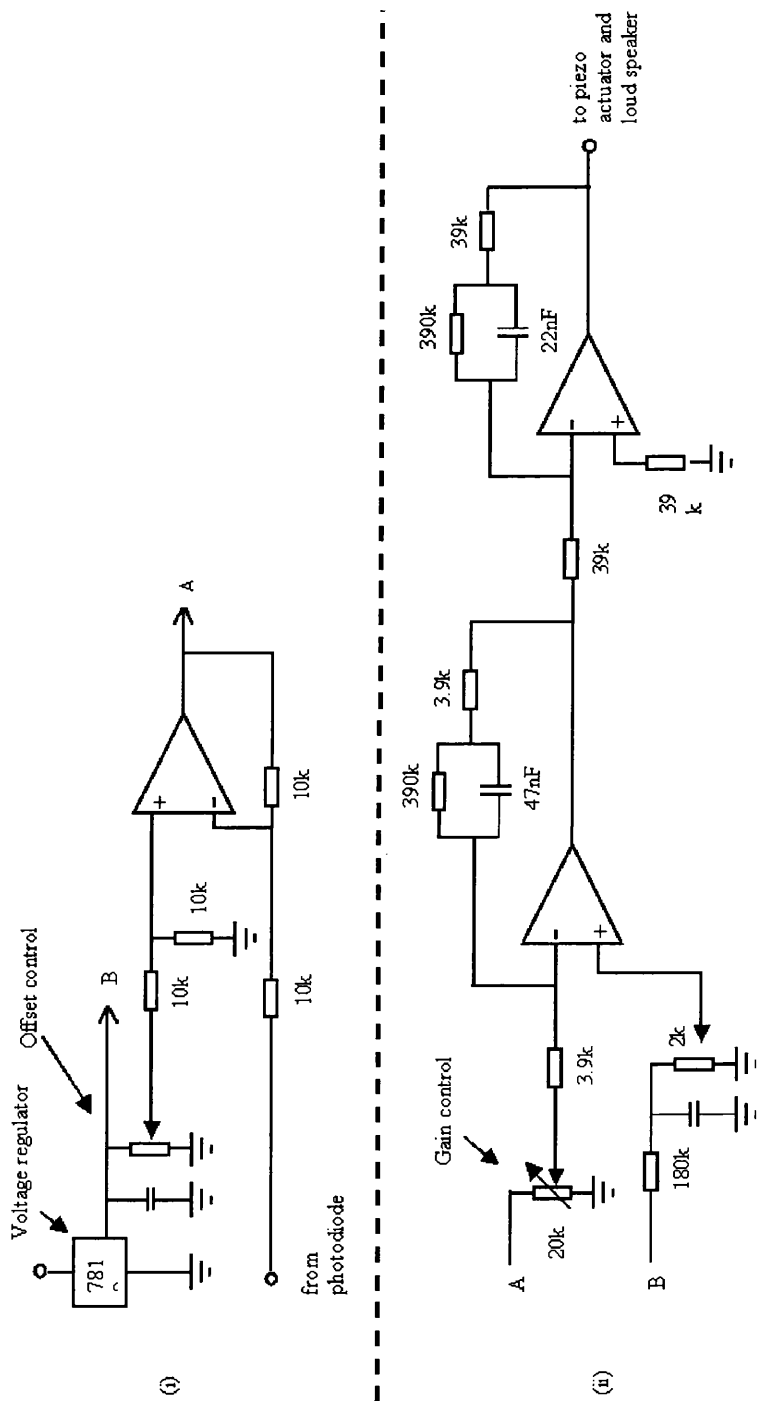 (i)
Voltage regulator
Offset control
781
B
10k
10k
A
10k
10k
from
photodiode
(ii)
Gain control
A
20k
3.9k
390k
47nF
3.9k
-
+
B
180k
2k
39k
390k
22nF
39k
-
+
39
k
to piezo
actuator and
loud speaker